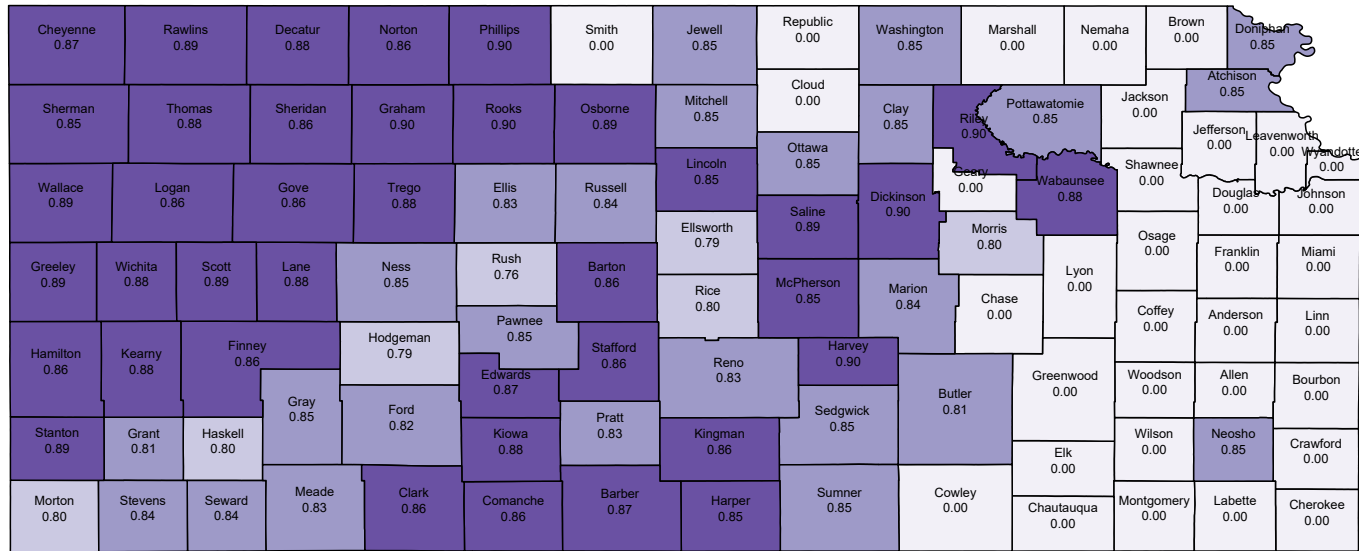 Cheyenne
0.87
Rawlins
0.89
Decatur
0.88
Norton
0.86
Phillips
0.90
Smith
0.00
Jewell
0.85
Republic
0.00
Washington
0.85
Marshall
0.00
Nemaha
0.00
Brown
0.00
Doniphan
0.85
Sherman
0.85
Thomas
0.88
Sheridan
0.86
Graham
0.90
Rooks
0.90
Osborne
0.89
Mitchell
0.85
Cloud
0.00
Clay
0.85
Riley
0.90
Pottawatomie
0.85
Jackson
0.00
Atchison
0.85
Jefferson
0.00
Leavenworth
0.00
Wyandotte
0.00
Wallace
0.89
Logan
0.86
Gove
0.86
Trego
0.88
Ellis
0.83
Russell
0.84
Lincoln
0.85
Ottawa
0.85
Dickinson
0.90
Geary
0.00
Wabaunsee
0.88
Shawnee
0.00
Douglas
0.00
Johnson
0.00
Ellsworth
0.79
Saline
0.89
Morris
0.80
Osage
0.00
Greeley
0.89
Wichita
0.88
Scott
0.89
Lane
0.88
Ness
0.85
Rush
0.76
Barton
0.86
Rice
0.80
McPherson
0.85
Marion
0.84
Chase
0.00
Lyon
0.00
Franklin
0.00
Miami
0.00
Coffey
0.00
Anderson
0.00
Linn
0.00
Hamilton
0.86
Kearny
0.88
Finney
0.86
Hodgeman
0.79
Pawnee
0.85
Stafford
0.86
Edwards
0.87
Reno
0.83
Harvey
0.90
Greenwood
0.00
Woodson
0.00
Allen
0.00
Bourbon
0.00
Gray
0.85
Ford
0.82
Pratt
0.83
Sedgwick
0.85
Butler
0.81
Stanton
0.89
Grant
0.81
Haskell
0.80
Kiowa
0.88
Kingman
0.86
Elk
0.00
Wilson
0.00
Neosho
0.85
Crawford
0.00
Morton
0.80
Stevens
0.84
Seward
0.84
Meade
0.83
Clark
0.86
Comanche
0.86
Barber
0.87
Harper
0.85
Sumner
0.85
Cowley
0.00
Chautauqua
0.00
Montgomery
0.00
Labette
0.00
Cherokee
0.00